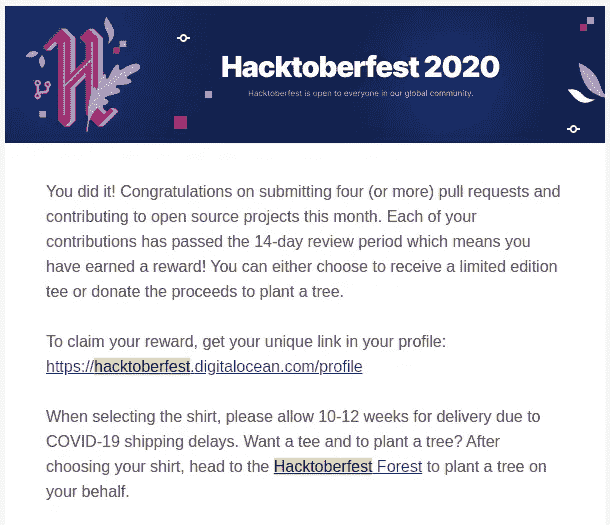 H
Hacktoberfest 2020
Hacktoberfest is open to everyone in our global community.
You did it! Congratulations on submitting four (or more) pull requests and
contributing to open source projects this month. Each of your
contributions has passed the 14-day review period which means you
have earned a reward! You can either choose to receive a limited edition
tee or donate the proceeds to plant a tree.
To claim your reward, get your unique link in your profile:
https://hacktoberfest.digitalocean.com/profile
When selecting the shirt, please allow 10-12 weeks for delivery due to
COVID-19 shipping delays. Want a tee and to plant a tree? After
choosing your shirt, head to the Hacktoberfest Forest to plant a tree on
your behalf.